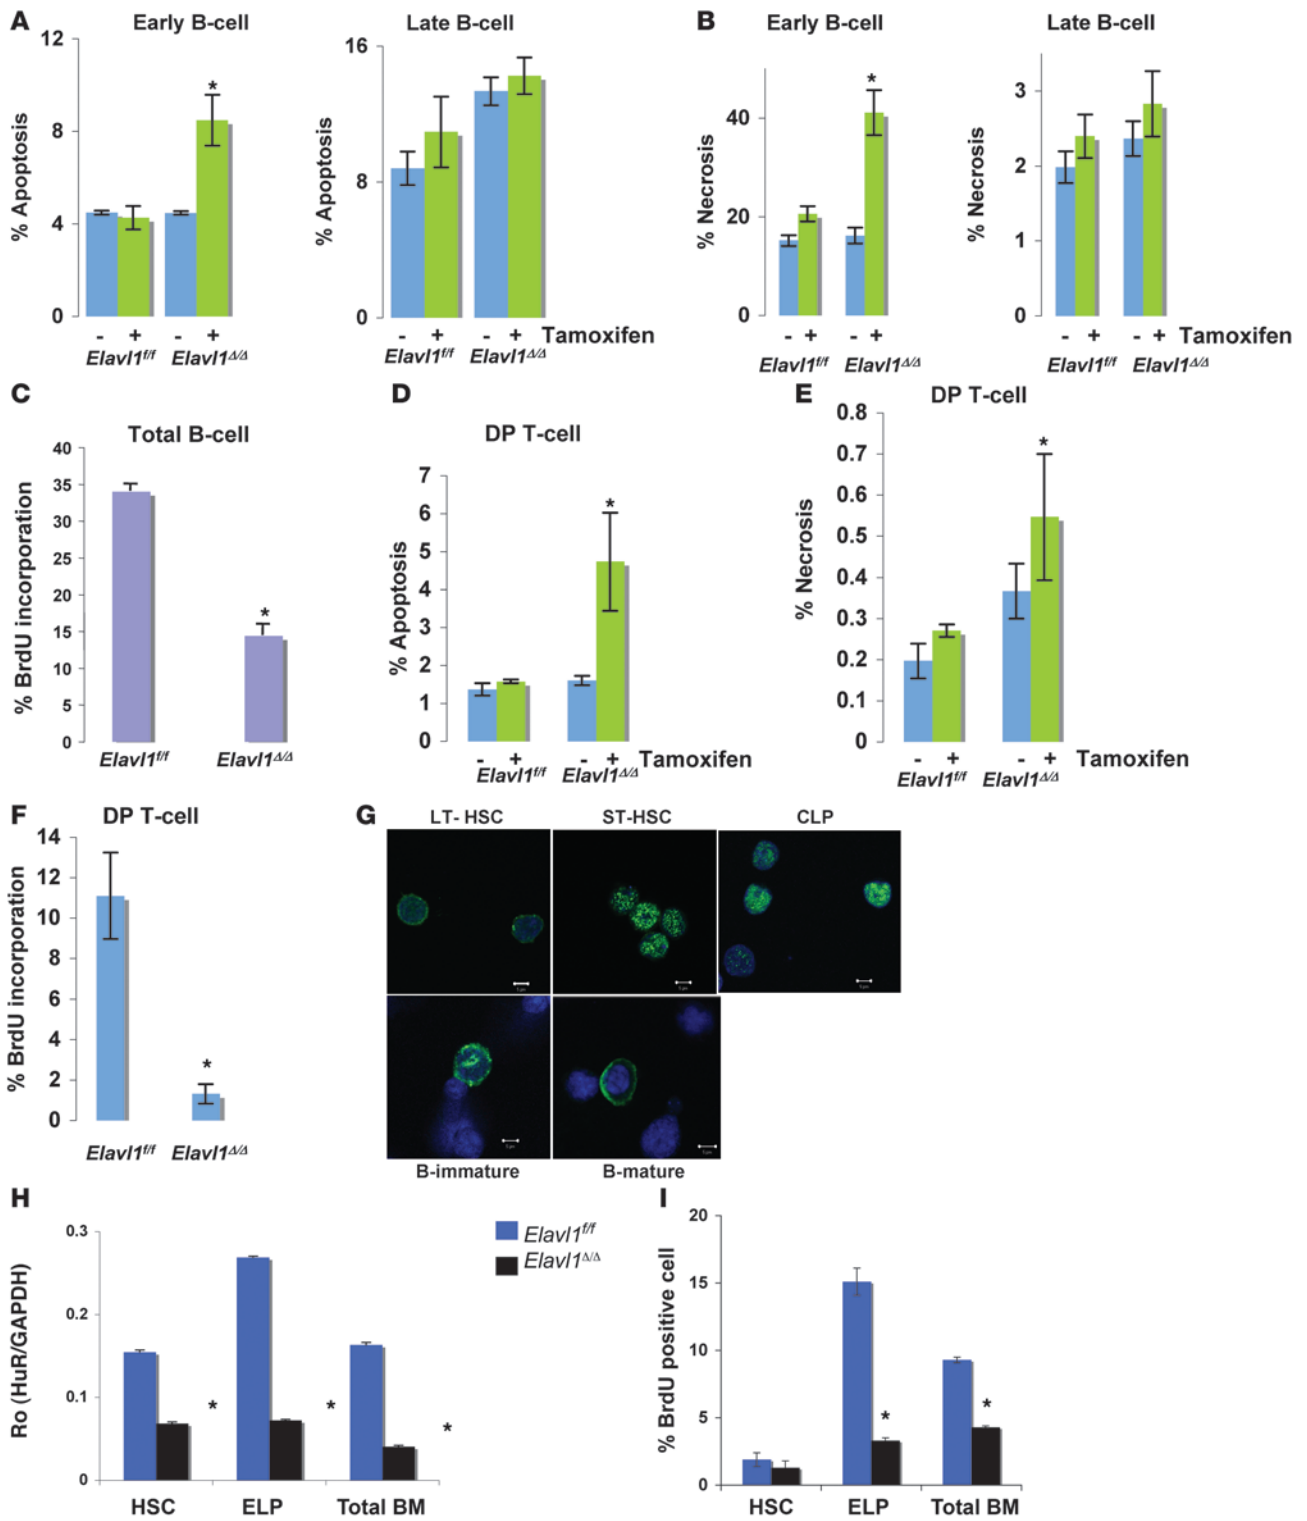 A
Early B-cell
12
8
4
0
% Apoptosis
*
- + - +
Elavl1f/f Elavl1Δ/Δ
Late B-cell
16
8
0
% Apoptosis
- + - + Tamoxifen
Elavl1f/f Elavl1Δ/Δ
B
Early B-cell
40
20
0
% Necrosis
*
- + - +
Elavl1f/f Elavl1Δ/Δ
Late B-cell
3
2
1
0
% Necrosis
- + - + Tamoxifen
Elavl1f/f Elavl1Δ/Δ
C
Total B-cell
40
35
30
25
20
15
10
5
0
% BrdU incorporation
*
Elavl1f/f Elavl1Δ/Δ
D
DP T-cell
7
6
5
4
3
2
1
0
% Apoptosis
*
- + - + Tamoxifen
Elavl1f/f Elavl1Δ/Δ
E
DP T-cell
0.8
0.7
0.6
0.5
0.4
0.3
0.2
0.1
0
% Necrosis
*
- + - + Tamoxifen
Elavl1f/f Elavl1Δ/Δ
F
DP T-cell
14
12
10
8
6
4
2
0
% BrdU incorporation
*
Elavl1f/f Elavl1Δ/Δ
G
LT- HSC ST-HSC CLP
B-immature B-mature
H
0.3
0.2
0.1
0
Ro (HuR/GAPDH)
* * *
HSC ELP Total BM
Elavl1f/f
Elavl1Δ/Δ
I
20
15
10
5
0
% BrdU positive cell
* *
HSC ELP Total BM